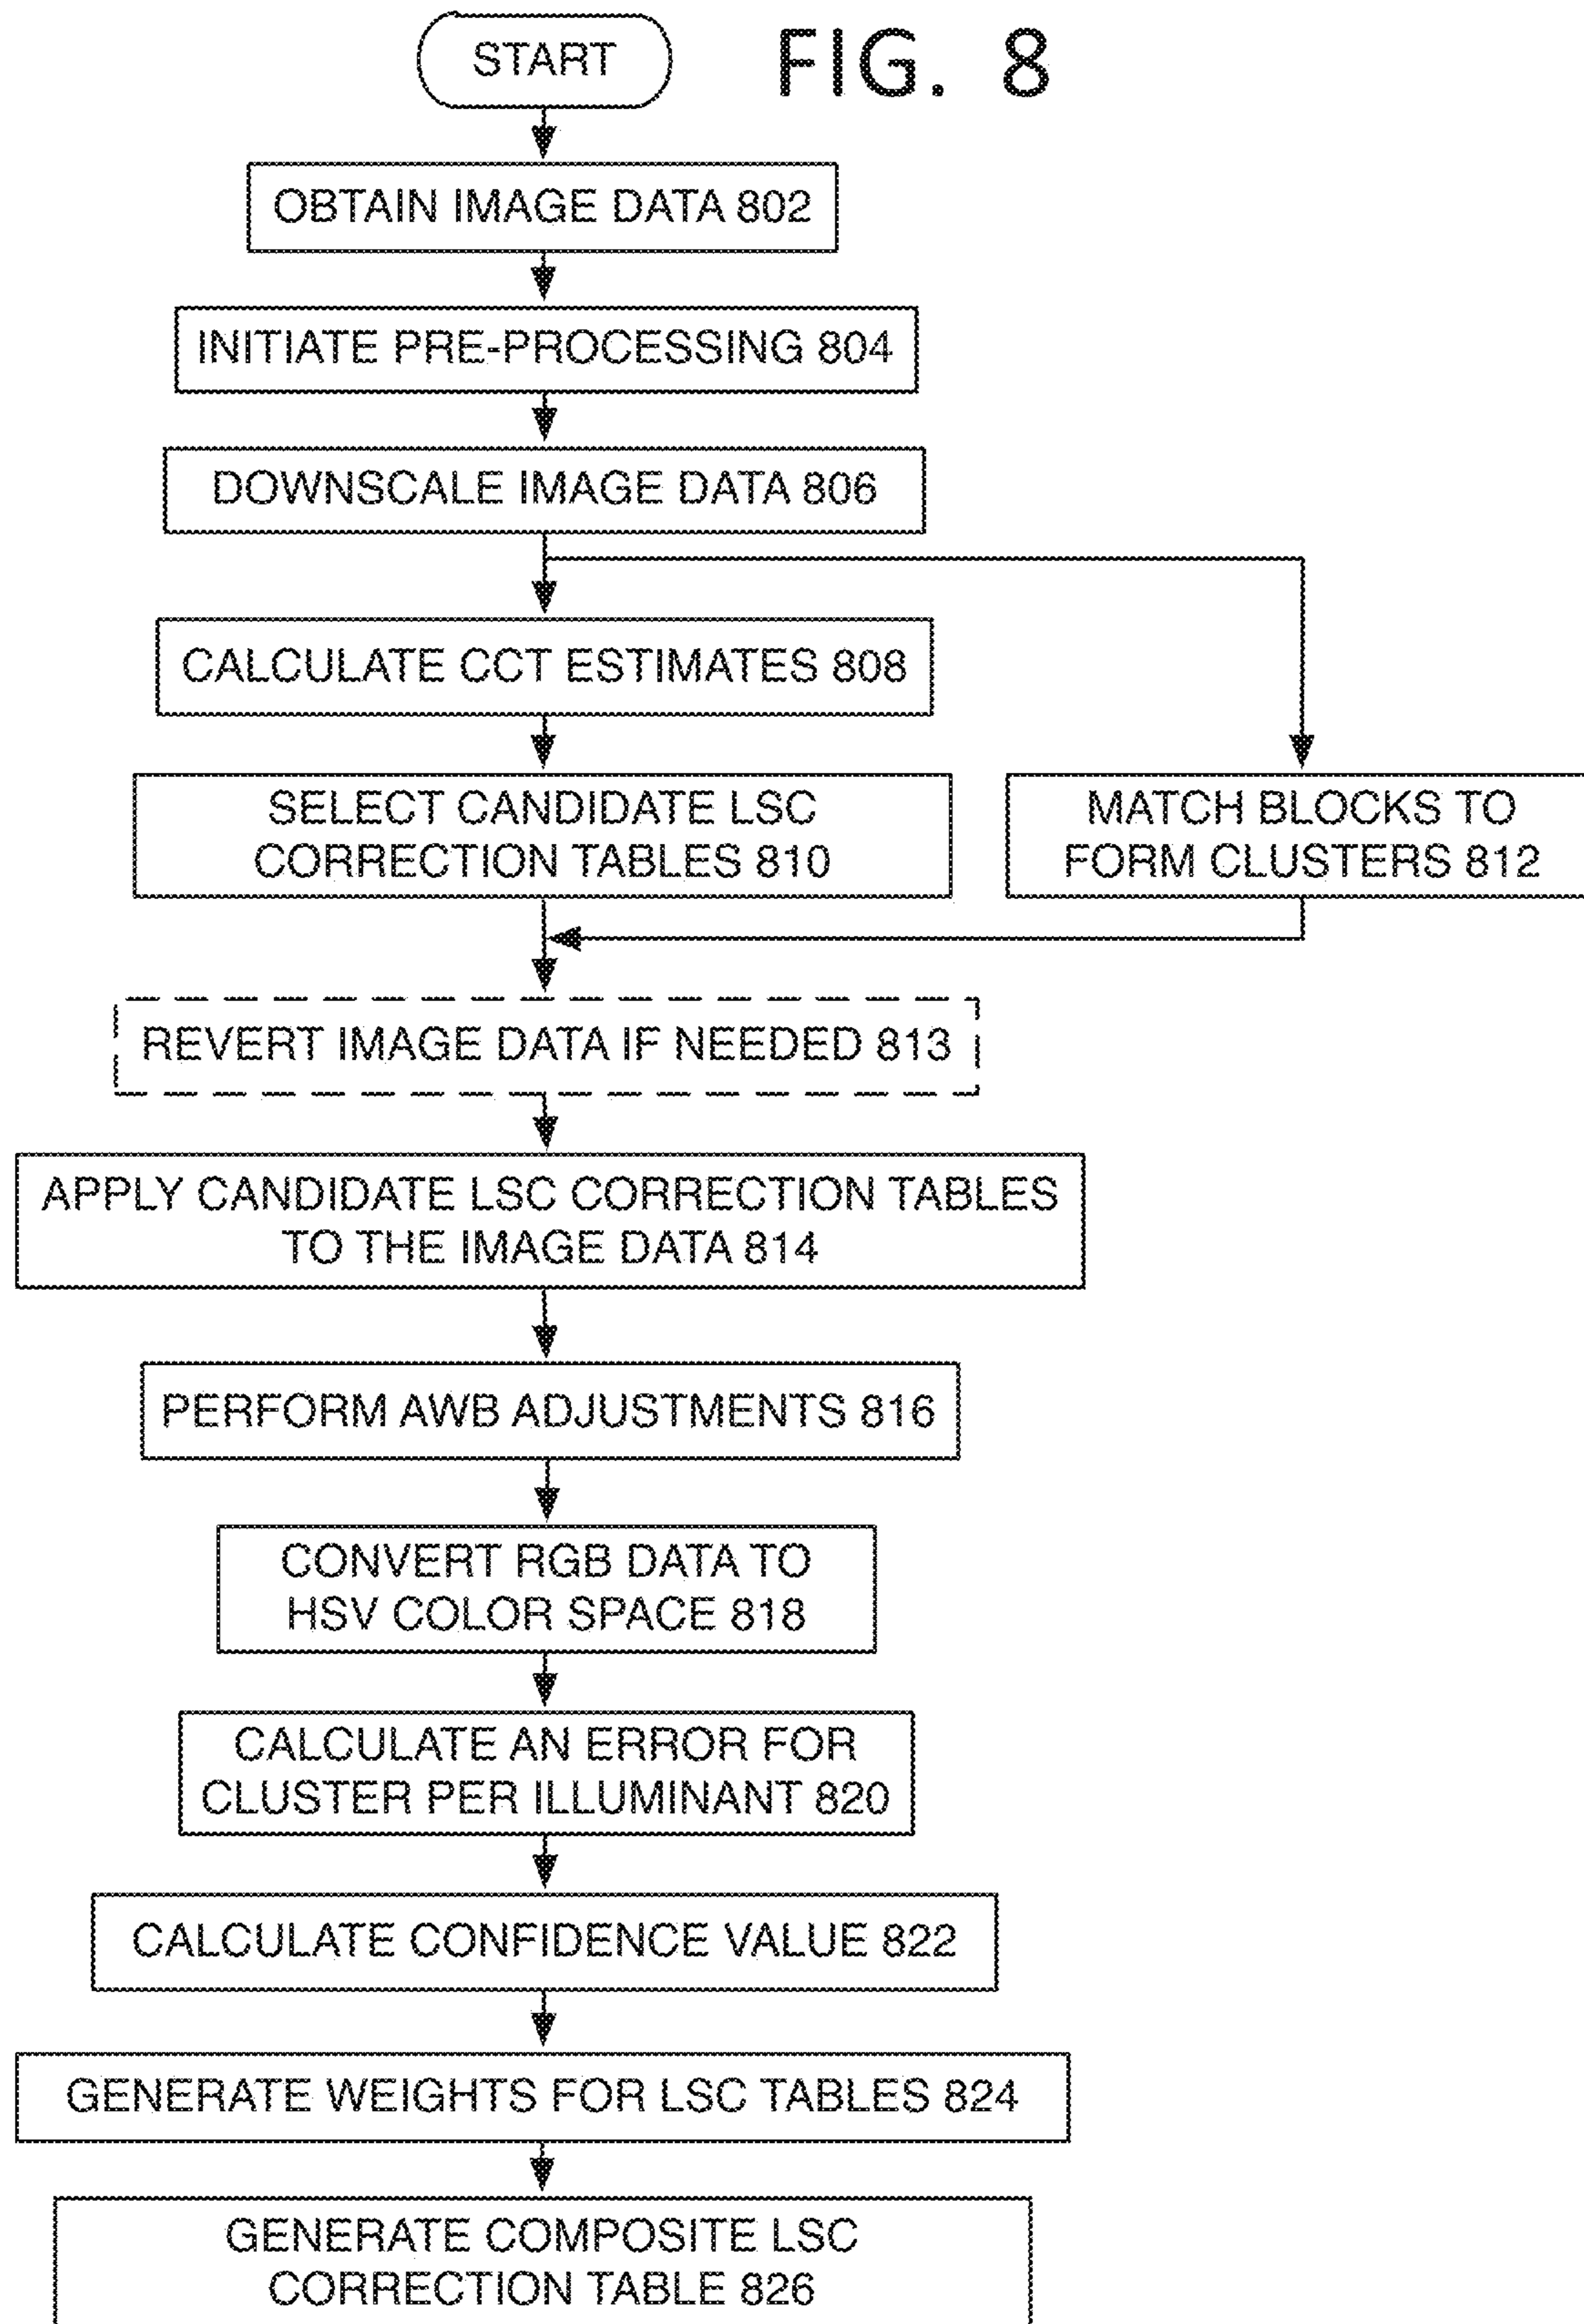 START
FIG. 8
OBTAIN IMAGE DATA 802
INITIATE PRE-PROCESSING 804
DOWNSCALE IMAGE DATA 806
CALCULATE CCT ESTIMATES 808
SELECT CANDIDATE LSC
CORRECTION TABLES 810
MATCH BLOCKS TO
FORM CLUSTERS 812
REVERT IMAGE DATA IF NEEDED 813
APPLY CANDIDATE LSC CORRECTION TABLES
TO THE IMAGE DATA 814
PERFORM AWB ADJUSTMENTS 816
CONVERT RGB DATA TO
HSV COLOR SPACE 818
CALCULATE AN ERROR FOR
CLUSTER PER ILLUMINANT 820
CALCULATE CONFIDENCE VALUE 822
GENERATE WEIGHTS FOR LSC TABLES 824
GENERATE COMPOSITE LSC
CORRECTION TABLE 826